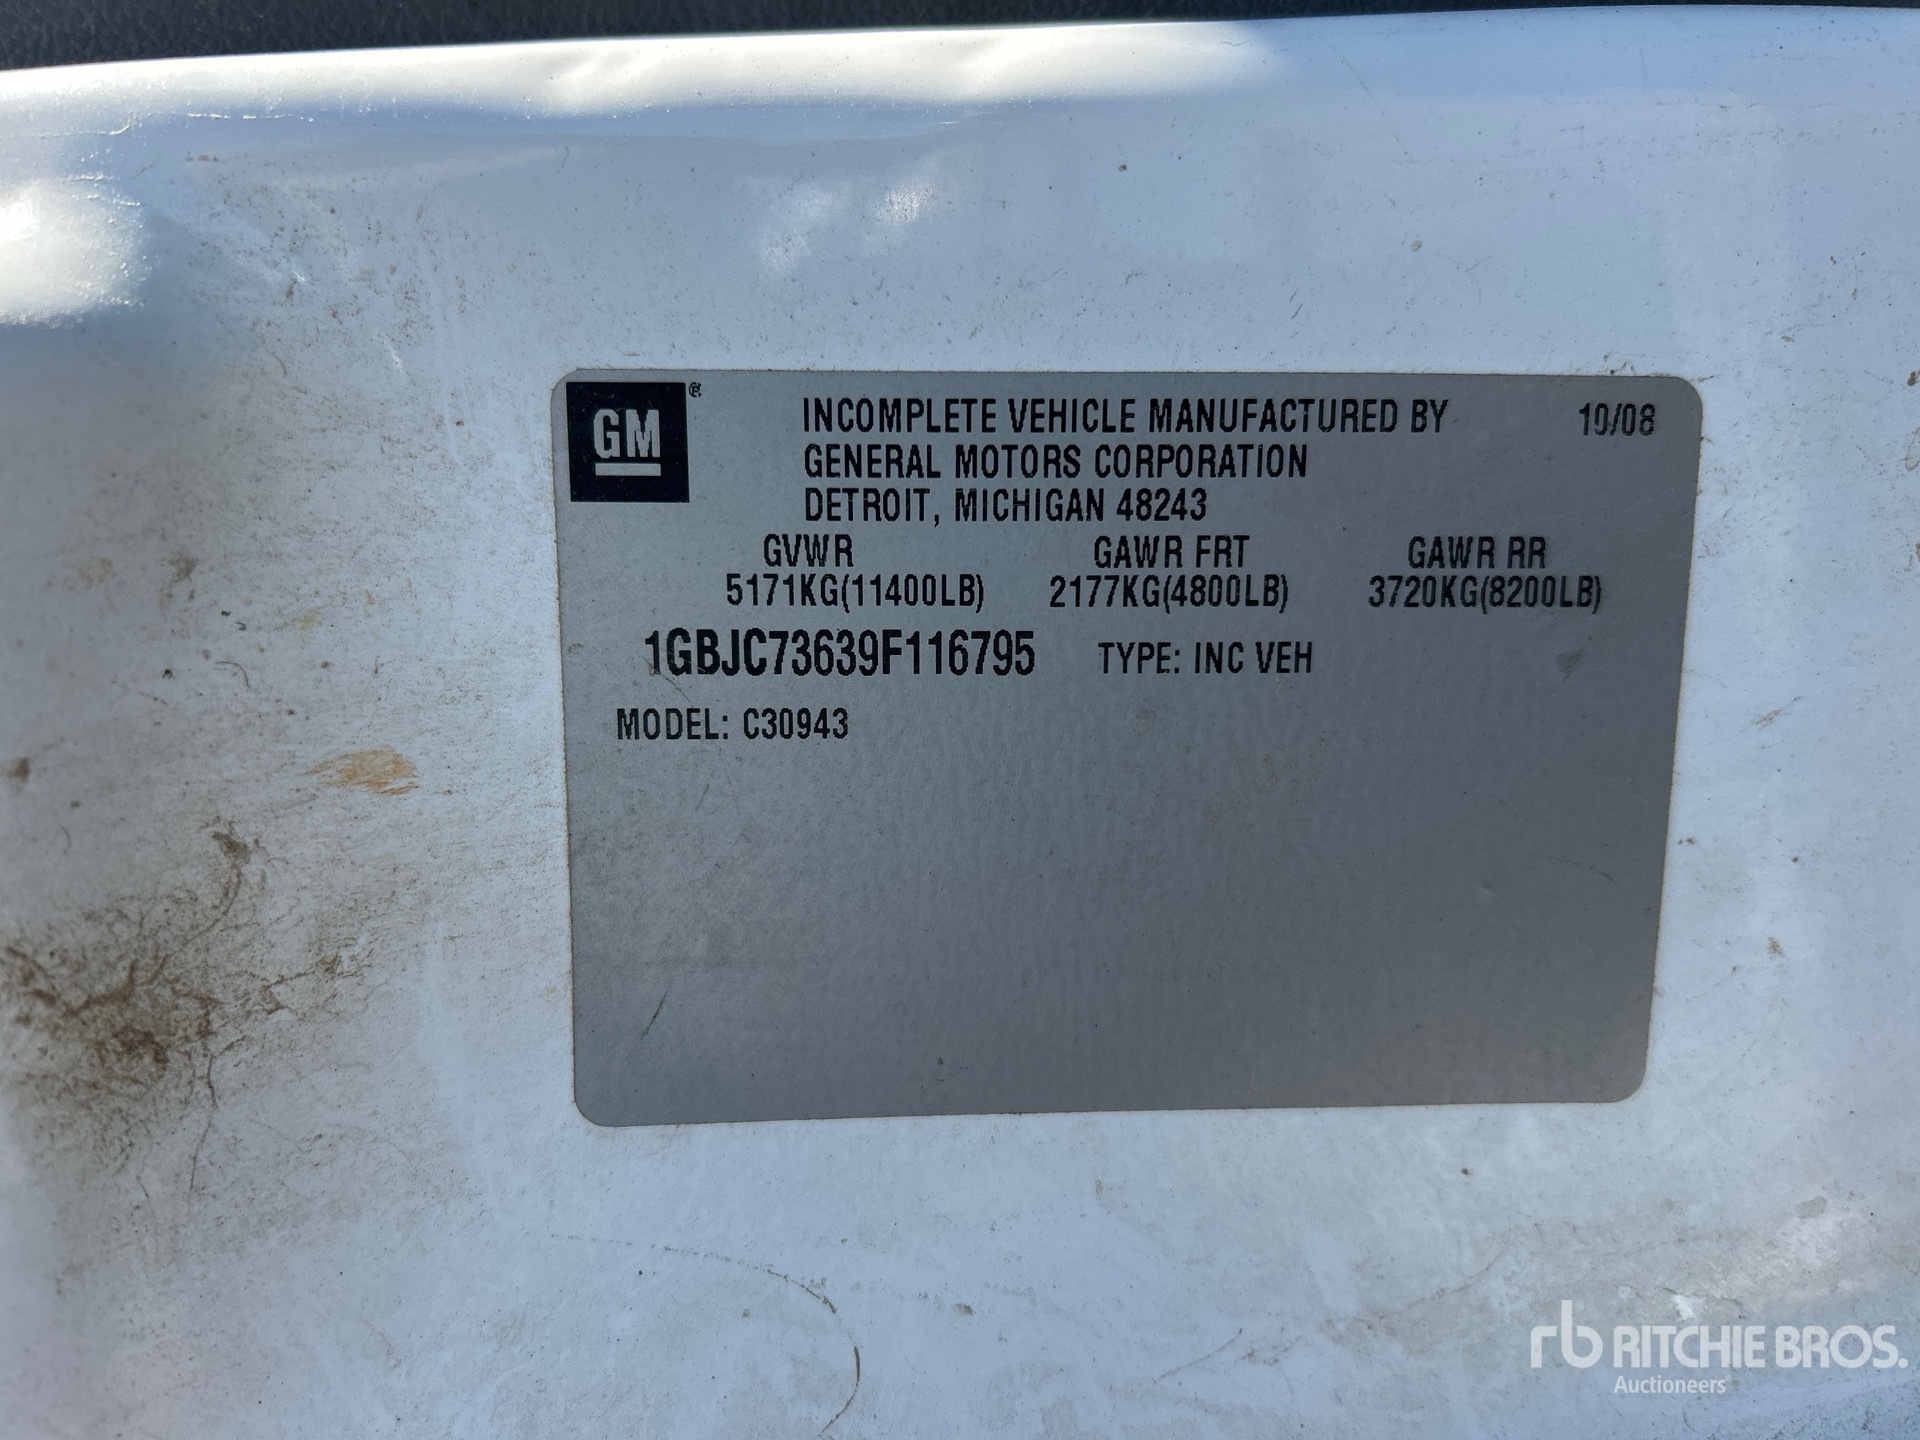 GM ® INCOMPLETE VEHICLE MANUFACTURED BY 10/08
GENERAL MOTORS CORPORATION
DETROIT, MICHIGAN 48243
GVWR GAWR FRT GAWR RR
5171KG(11400LB) 2177KG(4800LB) 3720KG(8200LB)
1GBJC73639F116795 TYPE: INC VEH
MODEL: C30943
rb RITCHIE BROS.
Auctioneers